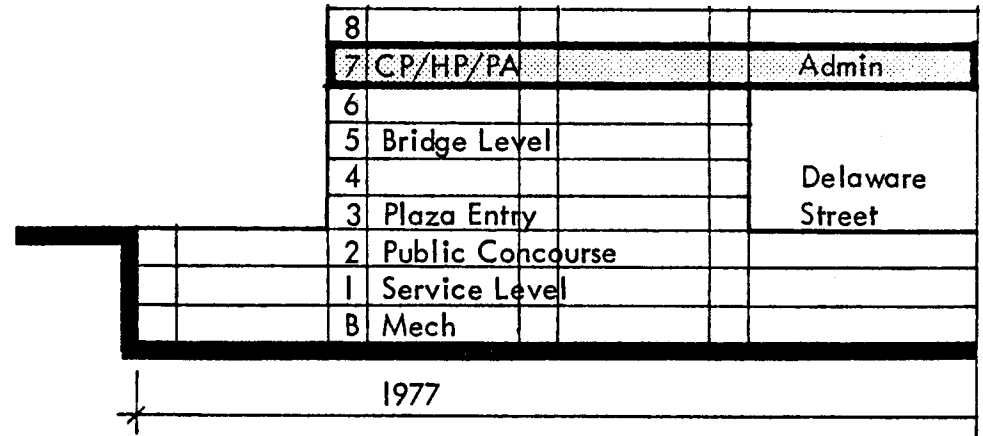 8
7 CP/HP/PA Admin
6
5 Bridge Level
4 Delaware
3 Plaza Entry Street
2 Public Concourse
1 Service Level
B Mech
1977